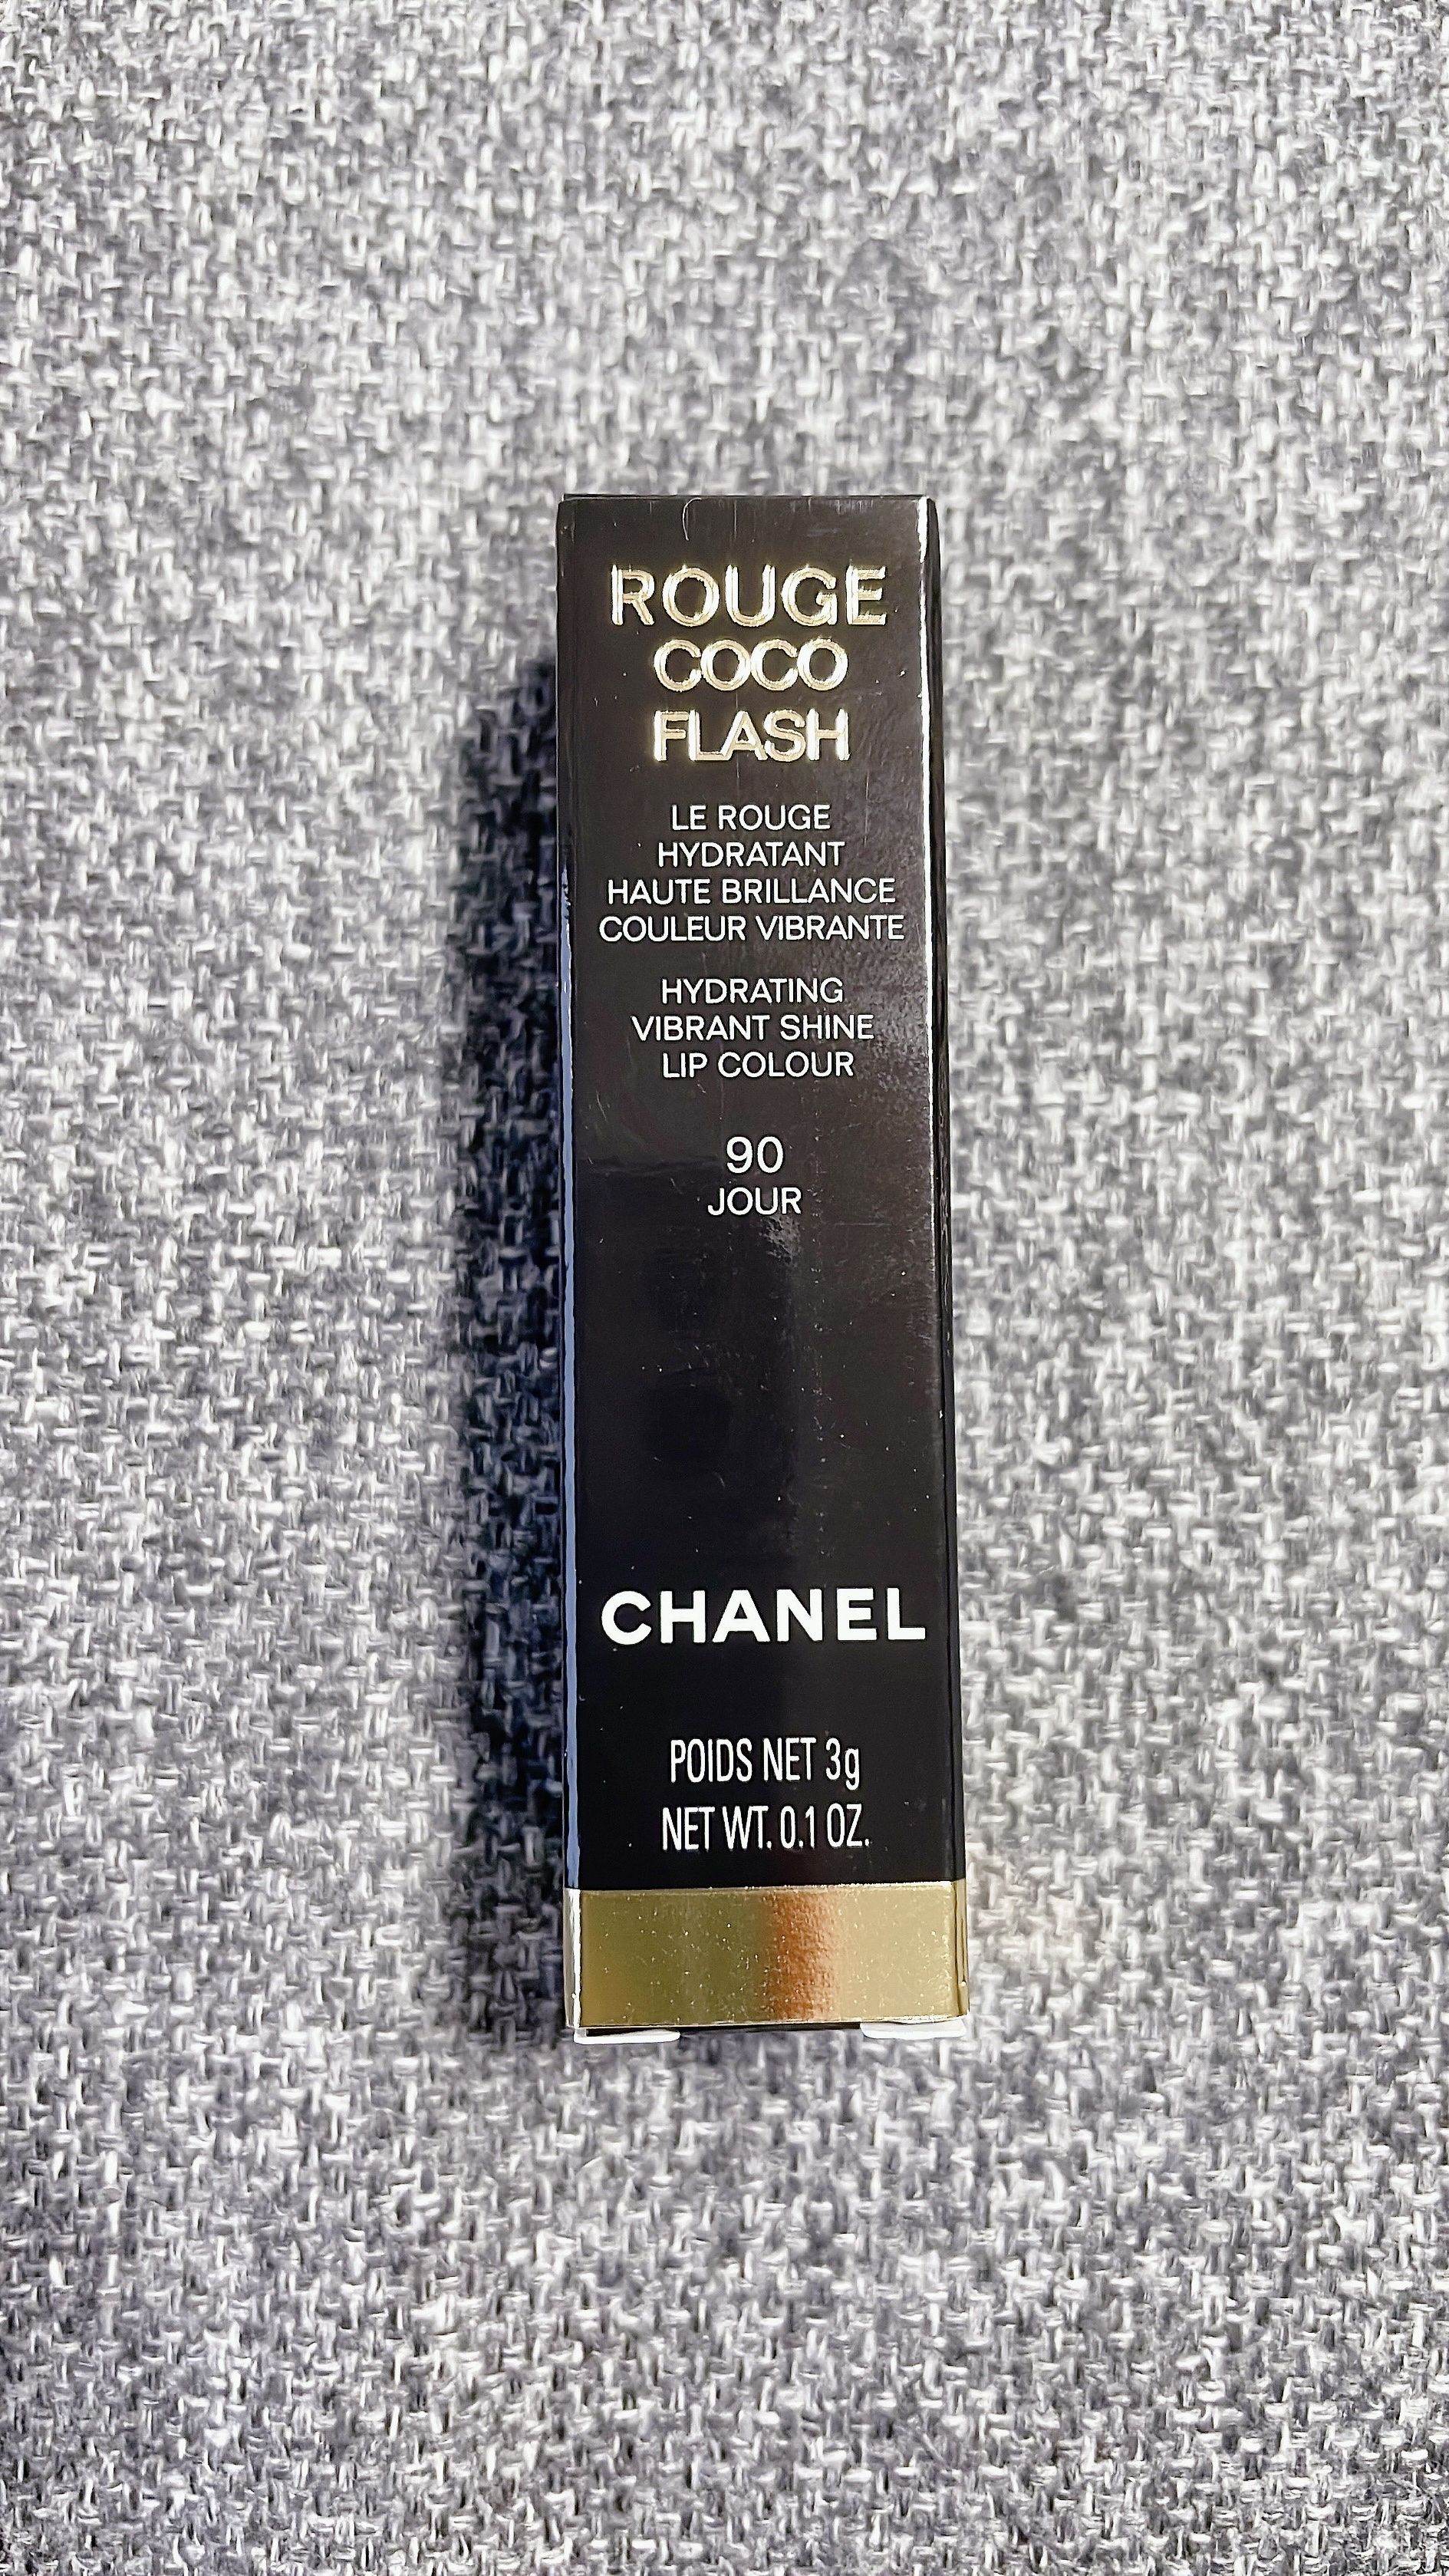 ROUGE
COCO
FLASH
LE ROUGE
HYDRATANT
HAUTE BRILLANCE
COULEUR VIBRANTE
HYDRATING
VIBRANT SHINE
LIP COLOUR
90
JOUR
CHANEL
POIDS NET 3g
NET WT. 0.1 OZ.